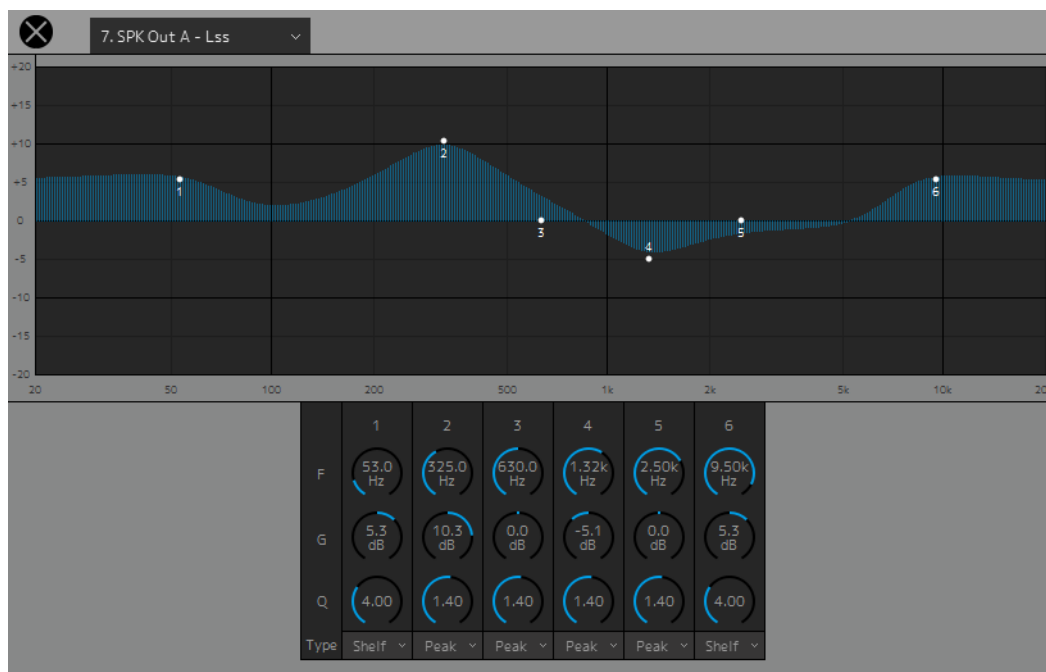 7. SPK Out A - Lss
+20
+15
+10
+5
0
-5
-10
-15
-20
1
2
3
4
5
6
20 50 100 200 500 1k 2k 5k 10k 20
1 2 3 4 5 6
F 53.0 Hz 325.0 Hz 630.0 Hz 1.32k Hz 2.50k Hz 9.50k Hz
G 5.3 dB 10.3 dB 0.0 dB -5.1 dB 0.0 dB 5.3 dB
Q 4.00 1.40 1.40 1.40 1.40 4.00
Type Shelf Peak Peak Peak Peak Shelf